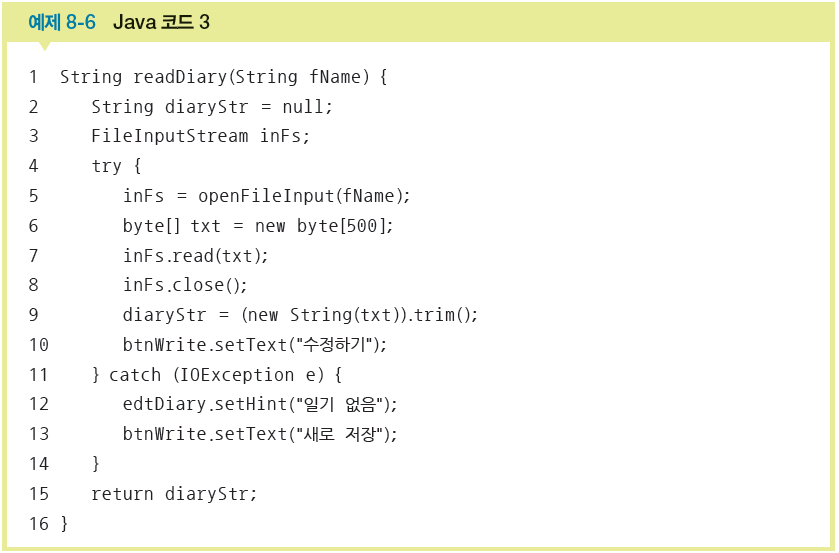 예제 8-6 Java 코드 3
1 String readDiary(String fName) {
2 String diaryStr = null;
3 FileInputStream inFs;
4 try {
5 inFs = openFileInput(fName);
6 byte[] txt = new byte[500];
7 inFs.read(txt);
8 inFs.close();
9 diaryStr = (new String(txt)).trim();
10 btnWrite.setText("수정하기");
11 } catch (IOException e) {
12 edtDiary.setHint("일기 없음");
13 btnWrite.setText("새로 저장");
14 }
15 return diaryStr;
16 }